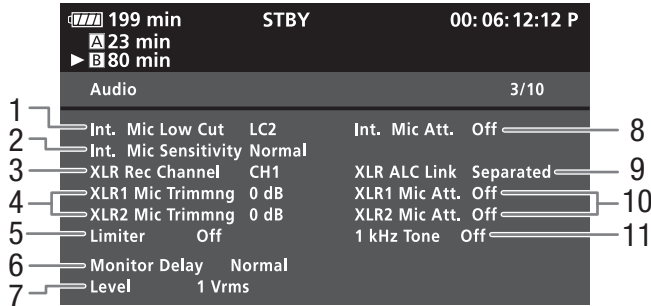 199 min STBY 00: 06: 12:12 P
A 23 min
B 80 min
Audio 3/10
1 Int. Mic Low Cut LC2 Int. Mic Att. Off 8
2 Int. Mic Sensitivity Normal
3 XLR Rec Channel CH1 XLR ALC Link Separated 9
4 XLR1 Mic Trimmng 0 dB XLR1 Mic Att. Off 10
XLR2 Mic Trimmng 0 dB XLR2 Mic Att. Off
5 Limiter Off 1 kHz Tone Off 11
6 Monitor Delay Normal
7 Level 1 Vrms